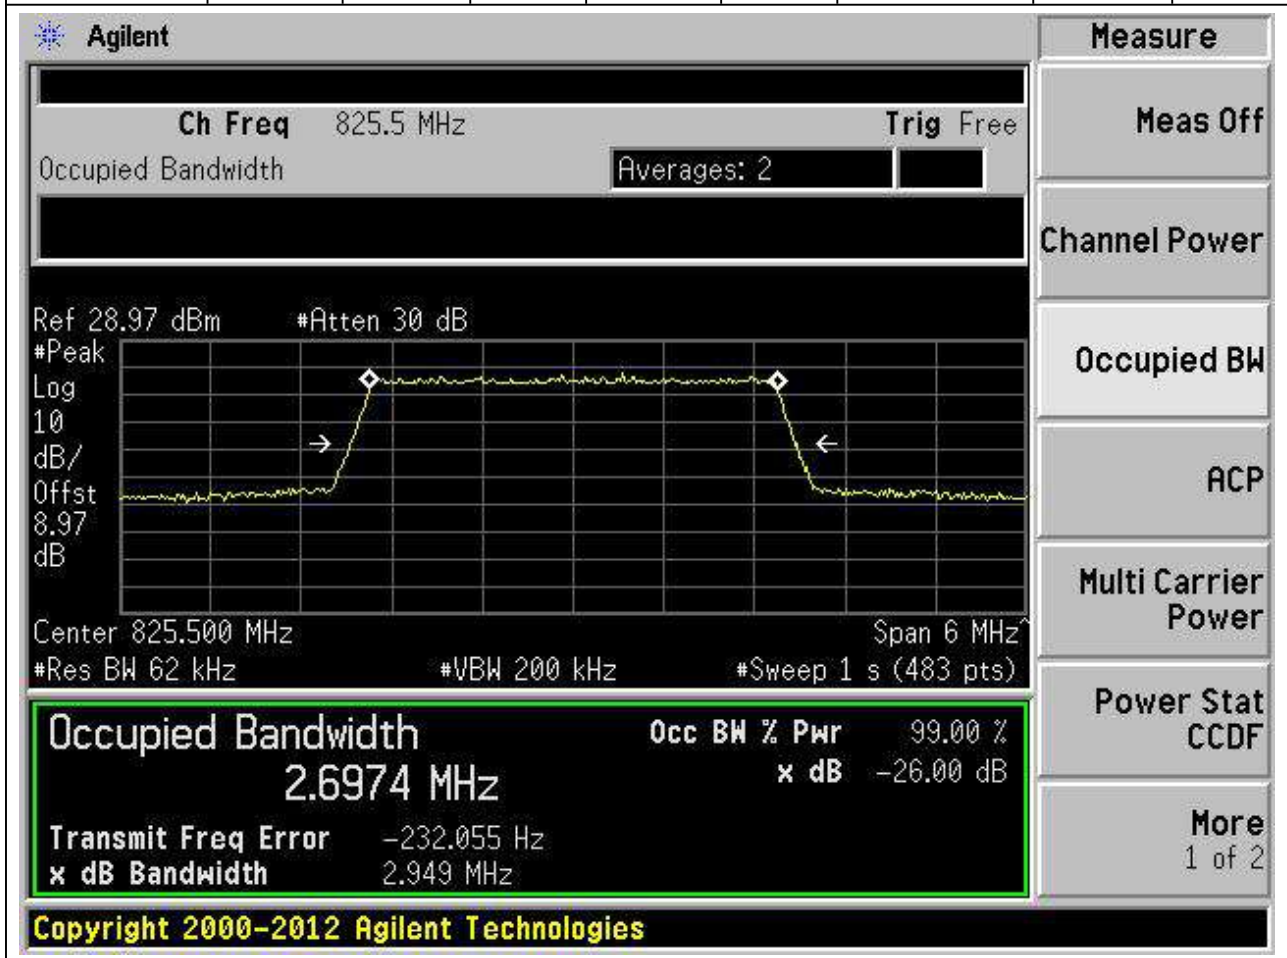 Agilent
Measure
Ch Freq 825.5 MHz Trig Free
Occupied Bandwidth Averages: 2
Meas Off
Channel Power
Occupied BW
ACP
Multi Carrier
Power
Power Stat
CCDF
More
1 of 2
Ref 28.97 dBm #Atten 30 dB
#Peak
Log
10
dB/
Offst
8.97
dB
Center 825.500 MHz Span 6 MHz^
#Res BW 62 kHz #VBW 200 kHz #Sweep 1 s (483 pts)
Occupied Bandwidth Occ BW % Pwr 99.00 %
2.6974 MHz x dB -26.00 dB
Transmit Freq Error -232.055 Hz
x dB Bandwidth 2.949 MHz
Copyright 2000-2012 Agilent Technologies